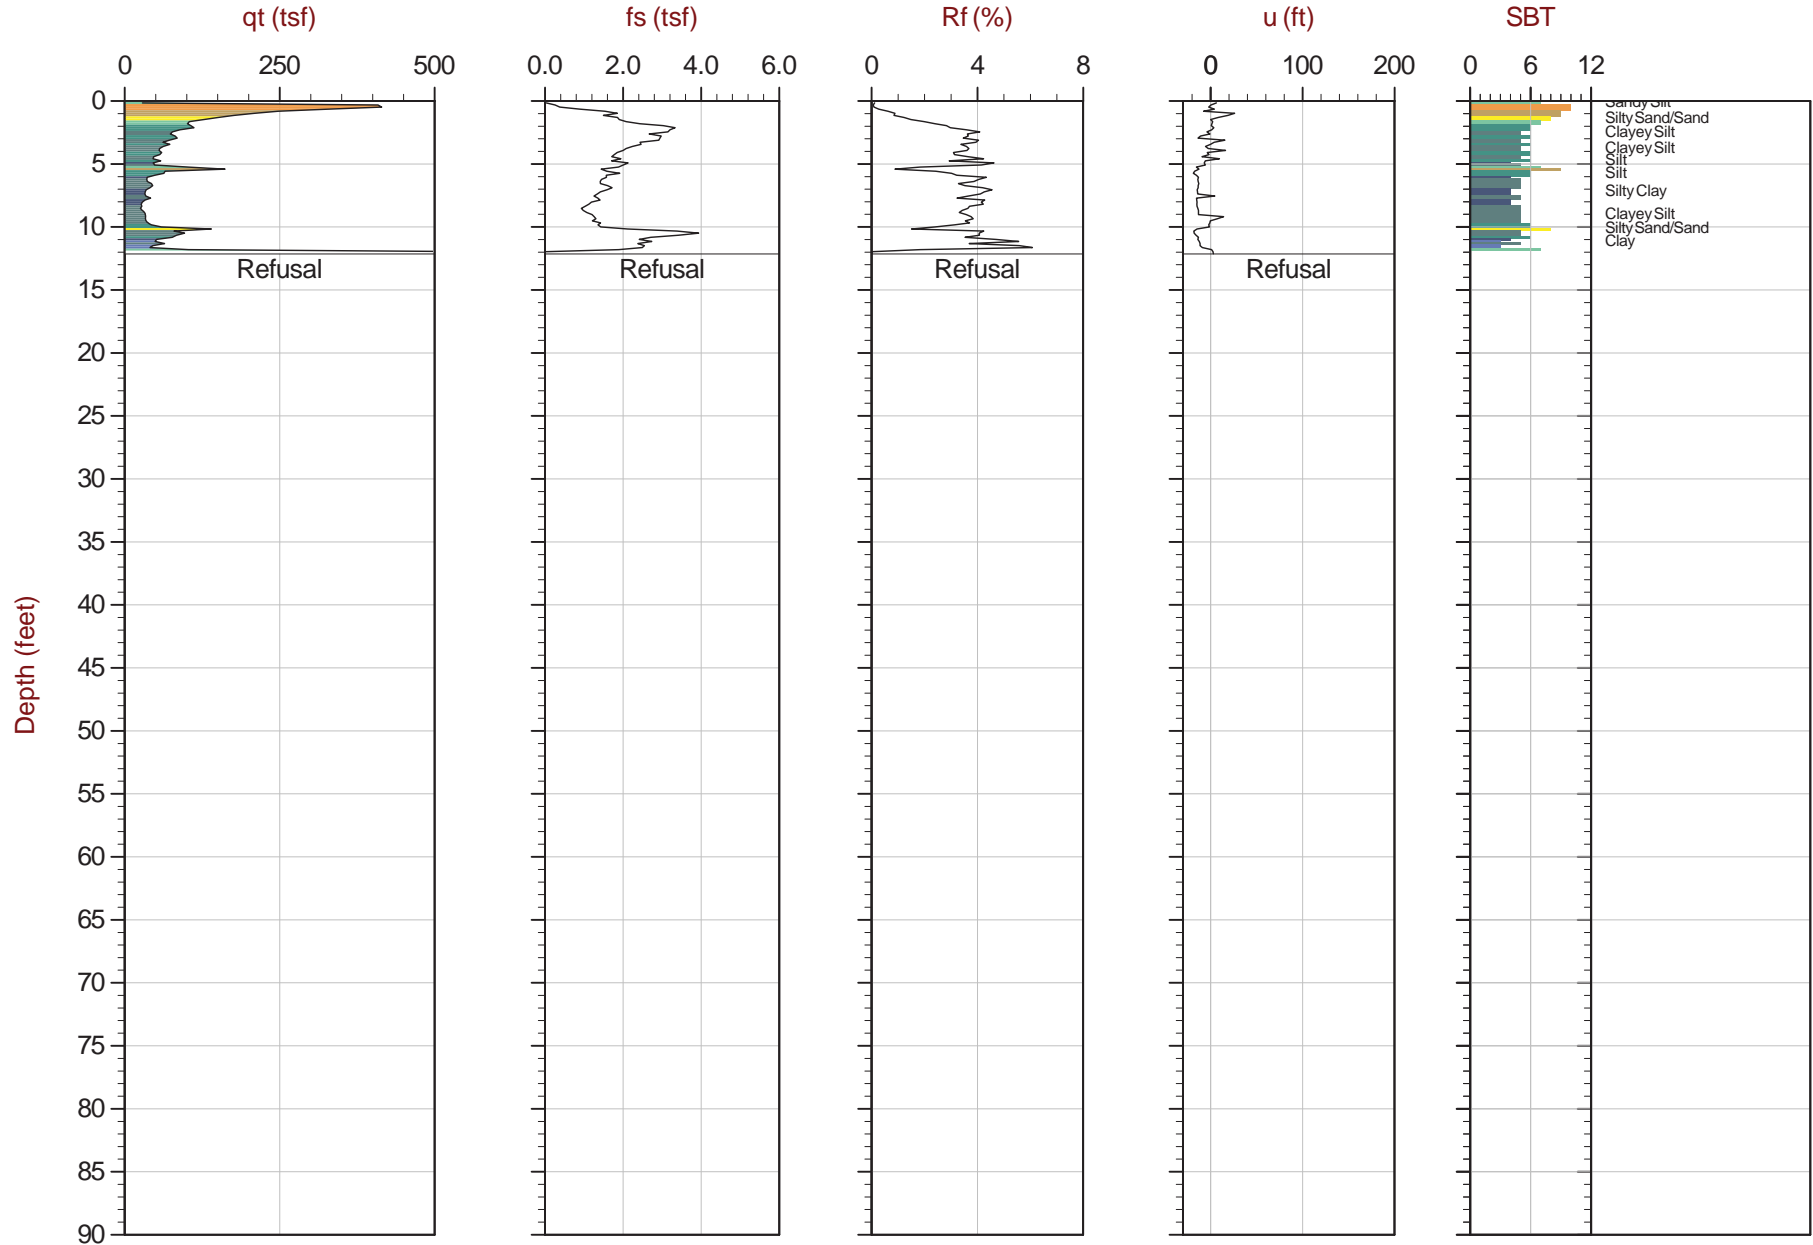 qt (tsf) fs (tsf) Rf (%) u (ft) SBT
0 250 500 0.0 2.0 4.0 6.0 0 4 8 0 100 200 0 6 12
0
Sandy Silt
Silty Sand/Sand
Clayey Silt
Clayey Silt
5
Silt
Silt
Silty Clay
Clayey Silt
10
Silty Sand/Sand
Clay
Refusal Refusal Refusal Refusal
15
20
25
30
35
40
45
50
55
60
65
70
75
80
85
90
Depth (feet)